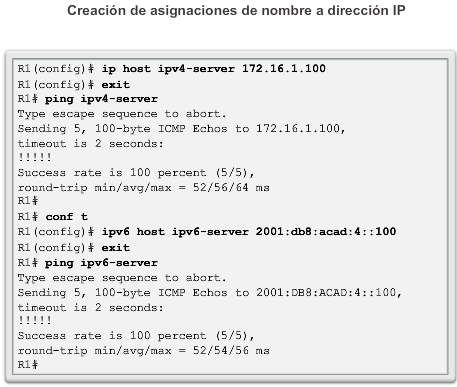 Creación de asignaciones de nombre a dirección IP
R1(config)# ip host ipv4-server 172.16.1.100
R1(config)# exit
R1# ping ipv4-server
Type escape sequence to abort.
Sending 5, 100-byte ICMP Echos to 172.16.1.100,
timeout is 2 seconds:
!!!!!
Success rate is 100 percent (5/5),
round-trip min/avg/max = 52/56/64 ms
R1#
R1# conf t
R1(config)# ipv6 host ipv6-server 2001:db8:acad:4::100
R1(config)# exit
R1# ping ipv6-server
Type escape sequence to abort.
Sending 5, 100-byte ICMP Echos to 2001:DB8:ACAD:4::100,
timeout is 2 seconds:
!!!!!
Success rate is 100 percent (5/5),
round-trip min/avg/max = 52/54/56 ms
R1#